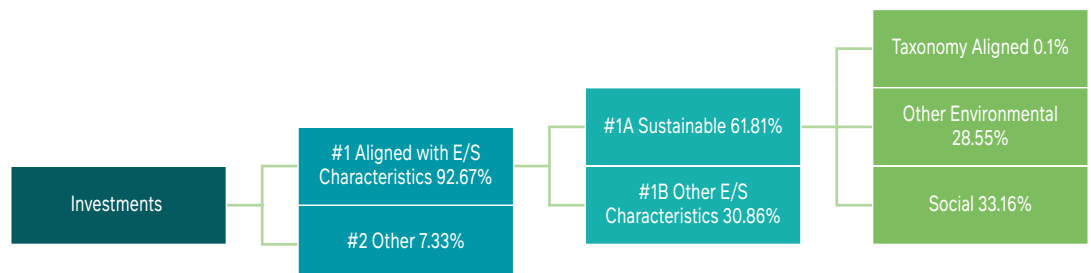 Investments
#1 Aligned with E/S
Characteristics 92.67%
#2 Other 7.33%
#1A Sustainable 61.81%
#1B Other E/S
Characteristics 30.86%
Taxonomy Aligned 0.1%
Other Environmental
28.55%
Social 33.16%